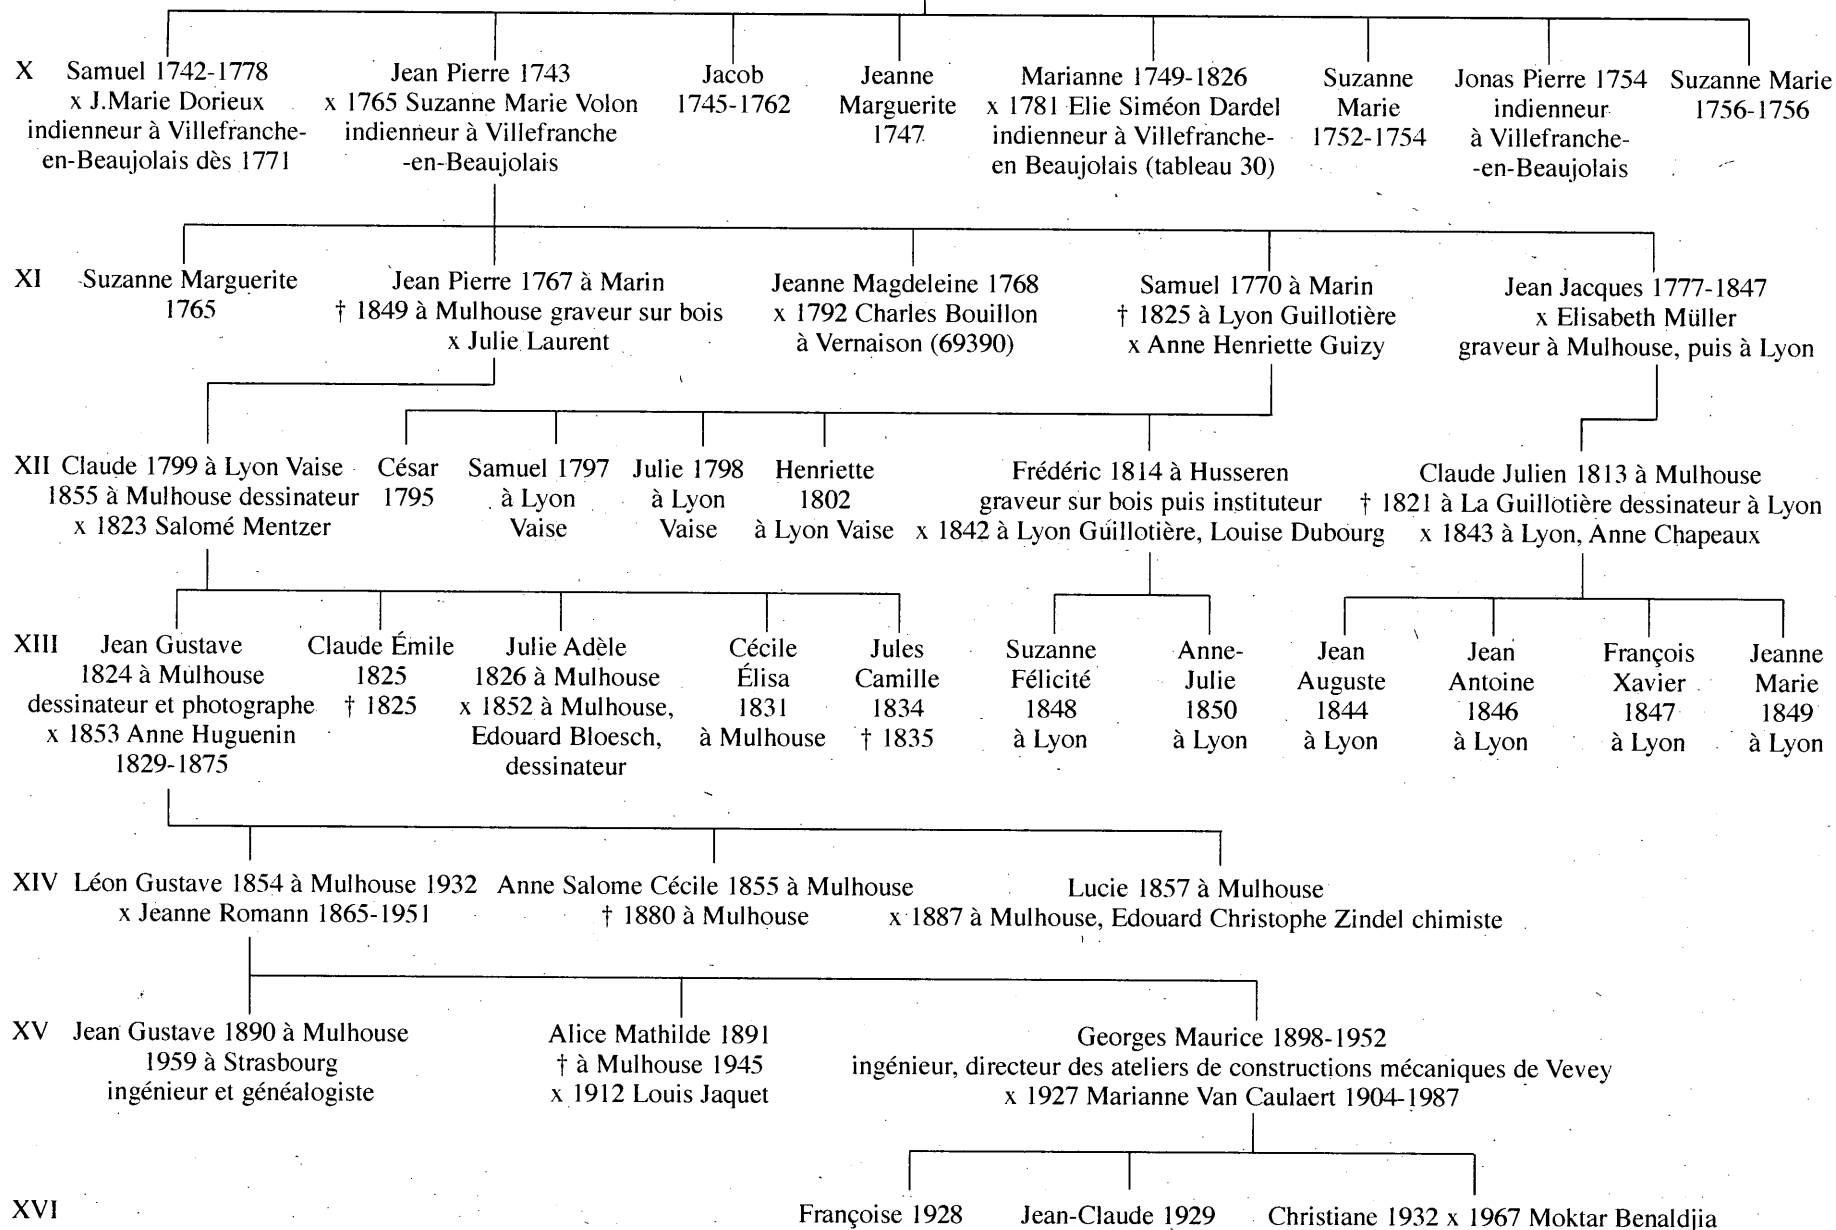 X
Samuel 1742-1778
x J.Marie Dorieux
indienneur à Villefranche-
en-Beaujolais dès 1771
Jean Pierre 1743
x 1765 Suzanne Marie Volon
indienneur à Villefranche
-en-Beaujolais
Jacob
1745-1762
Jeanne
Marguerite
1747
Marianne 1749-1826
x 1781 Elie Siméon Dardel
indienneur à Villefranche-
en Beaujolais (tableau 30)
Suzanne
Marie
1752-1754
Jonas Pierre 1754
indienneur
à Villefranche-
-en-Beaujolais
Suzanne Marie
1756-1756
XI
Suzanne Marguerite
1765
Jean Pierre 1767 à Marin
† 1849 à Mulhouse graveur sur bois
x Julie Laurent
Jeanne Magdeleine 1768
x 1792 Charles Bouillon
à Vernaison (69390)
Samuel 1770 à Marin
† 1825 à Lyon Guillotière
x Anne Henriette Guizy
Jean Jacques 1777-1847
x Elisabeth Müller
graveur à Mulhouse, puis à Lyon
XII
Claude 1799 à Lyon Vaise
1855 à Mulhouse dessinateur
x 1823 Salomé Mentzer
César
1795
Samuel 1797
à Lyon
Vaise
Julie 1798
à Lyon
Vaise
Henriette
1802
à Lyon Vaise
Frédéric 1814 à Husseren
graveur sur bois puis instituteur
x 1842 à Lyon Guillotière, Louise Dubourg
Claude Julien 1813 à Mulhouse
† 1821 à La Guillotière dessinateur à Lyon
x 1843 à Lyon, Anne Chapeaux
XIII
Jean Gustave
1824 à Mulhouse
dessinateur et photographe
x 1853 Anne Huguenin
1829-1875
Claude Émile
1825
† 1825
Julie Adèle
1826 à Mulhouse
x 1852 à Mulhouse,
Edouard Bloesch,
dessinateur
Cécile
Élisa
1831
à Mulhouse
Jules
Camille
1834
† 1835
Suzanne
Félicité
1848
à Lyon
Anne-
Julie
1850
à Lyon
Jean
Auguste
1844
à Lyon
Jean
Antoine
1846
à Lyon
François
Xavier
1847
à Lyon
Jeanne
Marie
1849
à Lyon
XIV
Léon Gustave 1854 à Mulhouse 1932
x Jeanne Romann 1865-1951
Anne Salome Cécile 1855 à Mulhouse
† 1880 à Mulhouse
Lucie 1857 à Mulhouse
x 1887 à Mulhouse, Edouard Christophe Zindel chimiste
XV
Jean Gustave 1890 à Mulhouse
1959 à Strasbourg
ingénieur et généalogiste
Alice Mathilde 1891
† à Mulhouse 1945
x 1912 Louis Jaquet
Georges Maurice 1898-1952
ingénieur, directeur des ateliers de constructions mécaniques de Vevey
x 1927 Marianne Van Caulaert 1904-1987
XVI
Françoise 1928
Jean-Claude 1929
Christiane 1932 x 1967 Moktar Benaldjia